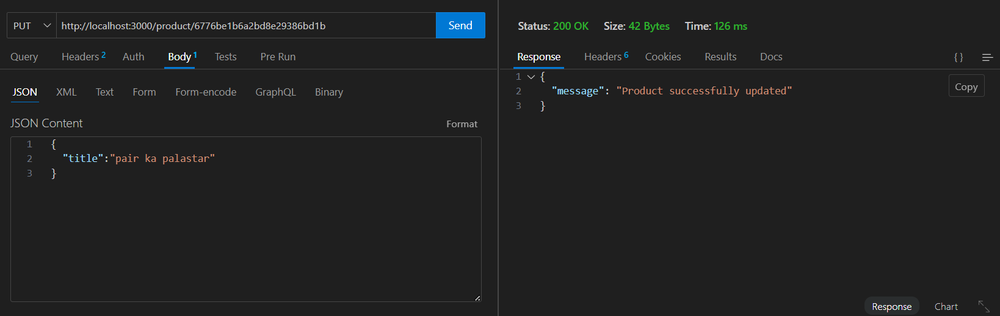 PUT http://localhost:3000/product/6776be1b6a2bd8e29386bd1b Send
Query Headers 2 Auth Body 1 Tests Pre Run
JSON XML Text Form Form-encode GraphQL Binary
JSON Content Format
1 {
2 "title":"pair ka palastar"
3 }
Status: 200 OK Size: 42 Bytes Time: 126 ms
Response Headers 6 Cookies Results Docs { }
1 {
2 "message": "Product successfully updated"
3 }
Copy
Response Chart